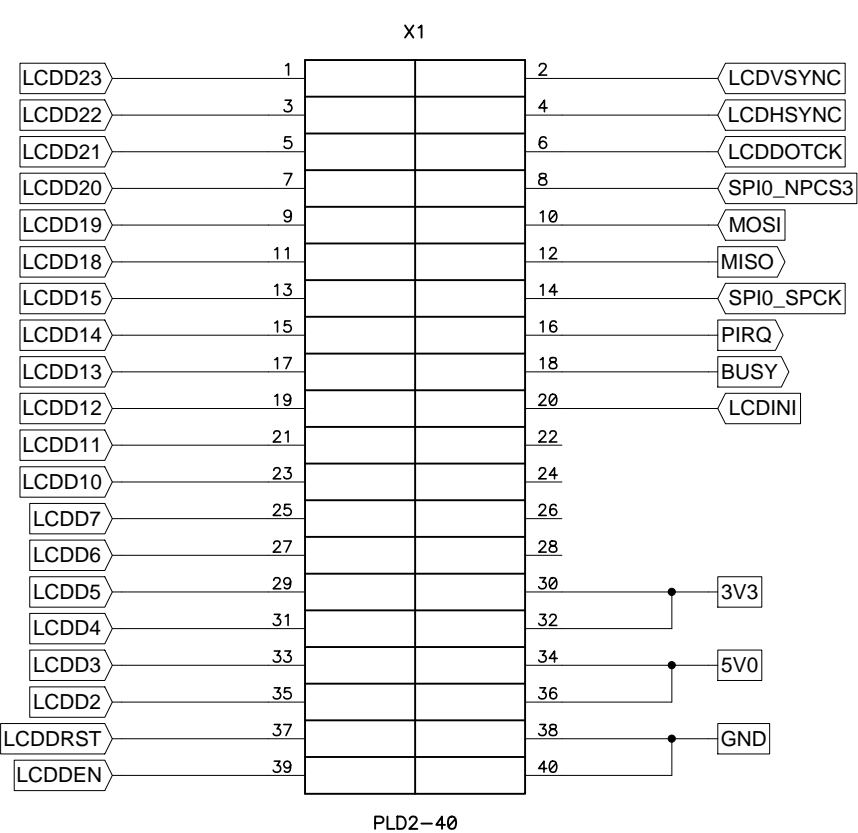 X1
LCDD23 1 2 LCDVSYNC
LCDD22 3 4 LCDHSYNC
LCDD21 5 6 LCDDOTCK
LCDD20 7 8 SPI0_NPCS3
LCDD19 9 10 MOSI
LCDD18 11 12 MISO
LCDD15 13 14 SPI0_SPCK
LCDD14 15 16 PIRQ
LCDD13 17 18 BUSY
LCDD12 19 20 LCDINI
LCDD11 21 22
LCDD10 23 24
LCDD7 25 26
LCDD6 27 28
LCDD5 29 30 3V3
LCDD4 31 32
LCDD3 33 34 5V0
LCDD2 35 36
LCDDRST 37 38 GND
LCDDEN 39 40
PLD2-40